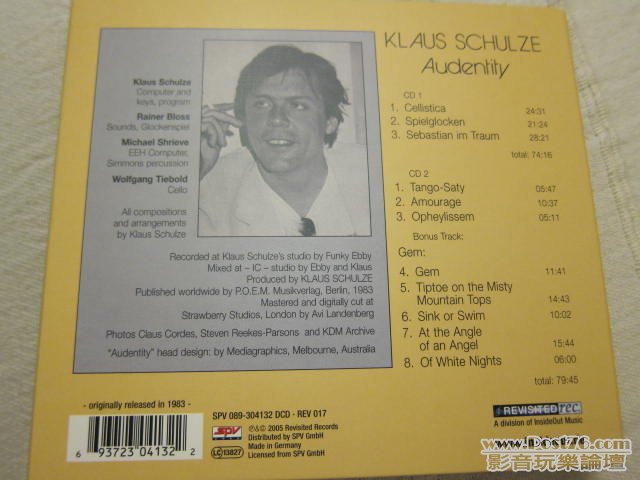 KLAUS SCHULZE
Audentity
Klaus Schulze
Computer and
keys, program
Rainer Bloss
Sounds, Glockenspiel
Michael Shrieve
EEH Computer,
Simmons percussion
Wolfgang Tiebold
Cello
All compositions
and arrangements
by Klaus Schulze
Recorded at Klaus Schulze's studio by Funky Ebby
Mixed at – IC – studio by Ebby and Klaus
Produced by KLAUS SCHULZE
Published worldwide by P.O.E.M. Musikverlag, Berlin, 1983
Mastered and digitally cut at
Strawberry Studios, London by Avi Landenberg
Photos Claus Cordes, Steven Reekes-Parsons and KDM Archive
"Audentity" head design: by Mediagraphics, Melbourne, Australia
CD 1
1. Cellistica 24:31
2. Spielglocken 21:24
3. Sebastian im Traum 28:21
total: 74:16
CD 2
1. Tango-Saty 05:47
2. Amourage 10:37
3. Opheylissem 05:11
Bonus Track:
Gem:
4. Gem 11:41
5. Tiptoe on the Misty
Mountain Tops 14:43
6. Sink or Swim 10:02
7. At the Angle
of an Angel 15:44
8. Of White Nights 06:00
total: 79:45
- originally released in 1983 -
6 93723 04132 2
SPV 089-304132 DCD · REV 017
spv
LC 13827
℗&© 2005 Revisited Records
Distributed by SPV GmbH
Made in Germany
Licensed from SPV GmbH
REVISITED rec.
A division of InsideOut Music
www.post76
影音玩樂論壇